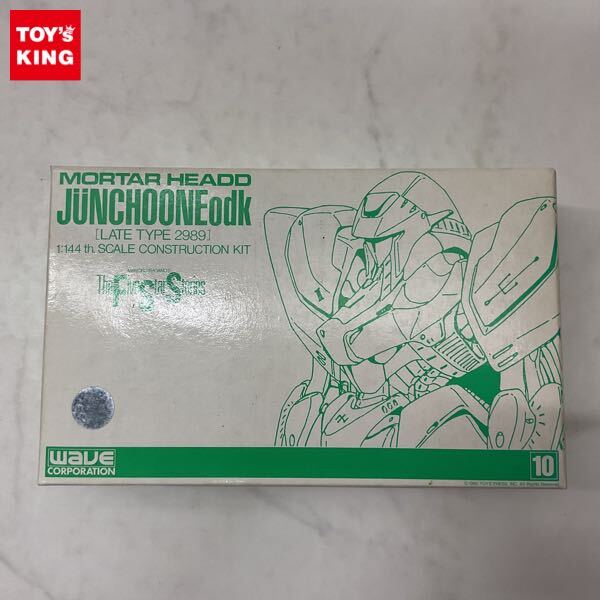 TOY'S
KING
MORTAR HEADD
JÜNCHOONEodk
[LATE TYPE 2989]
1:144 th. SCALE CONSTRUCTION KIT
The Five Star Stories
wave
CORPORATION
10